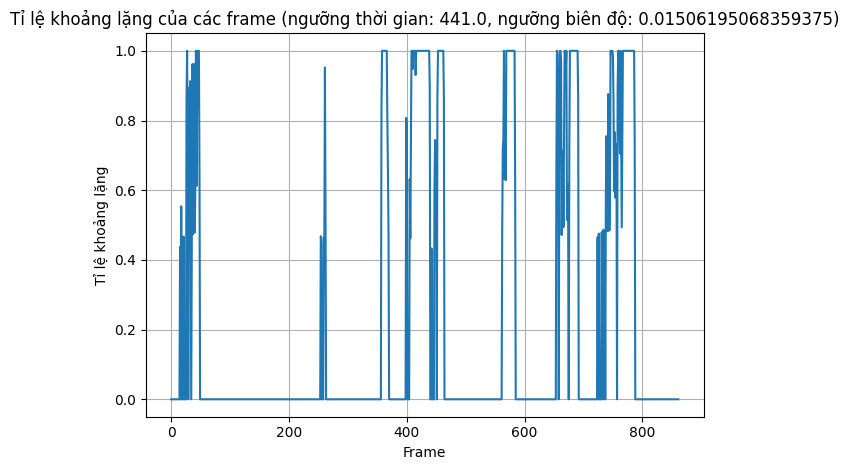 Tỉ lệ khoảng lặng của các frame (ngưỡng thời gian: 441.0, ngưỡng biên độ: 0.01506195068359375)
1.0
0.8
0.6
0.4
0.2
0.0
Tỉ lệ khoảng lặng
0 200 400 600 800
Frame